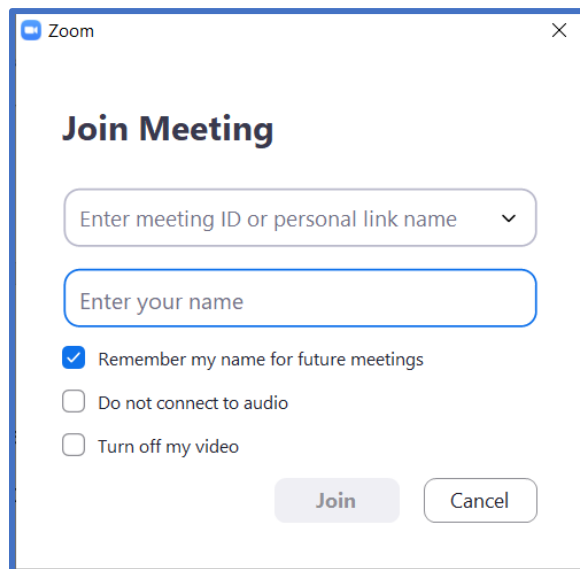 Zoom
Join Meeting
Enter meeting ID or personal link name
Enter your name
Remember my name for future meetings
Do not connect to audio
Turn off my video
Join Cancel